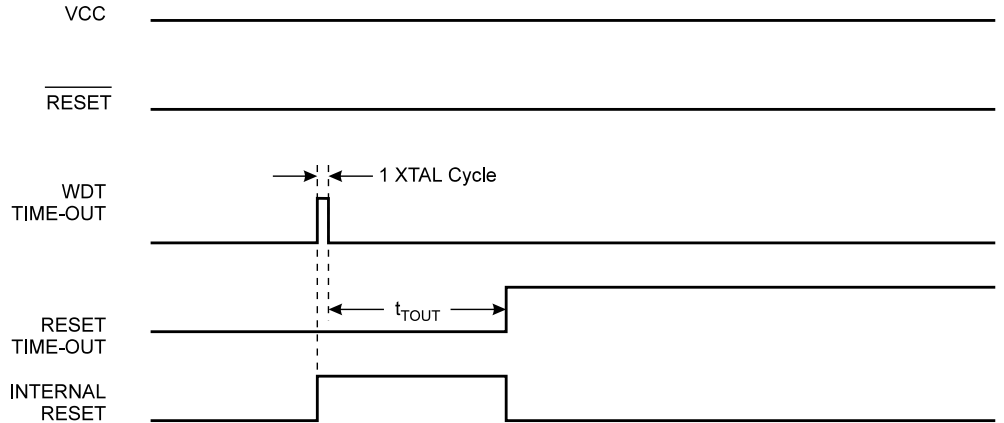 VCC
RESET
1 XTAL Cycle
WDT
TIME-OUT
tTOUT
RESET
TIME-OUT
INTERNAL
RESET